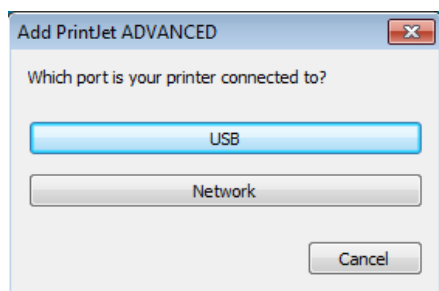 Add PrintJet ADVANCED
Which port is your printer connected to?
USB
Network
Cancel